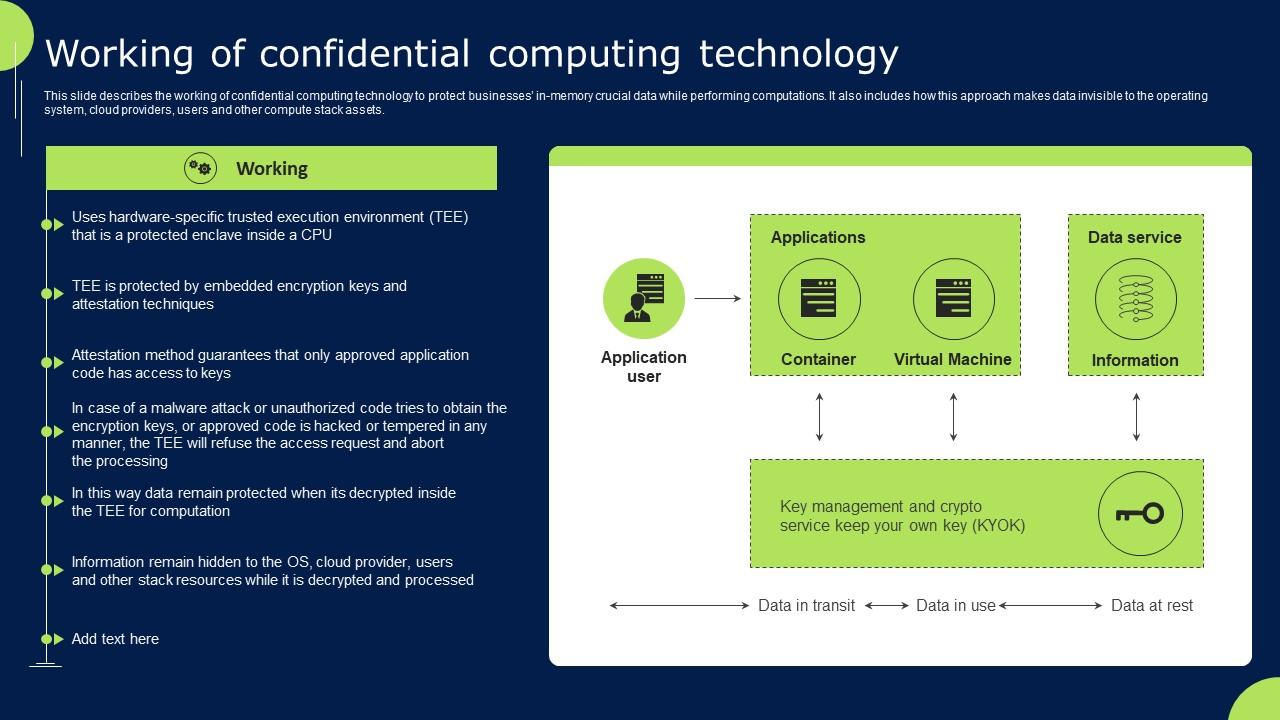 Working of confidential computing technology
This slide describes the working of confidential computing technology to protect businesses' in-memory crucial data while performing computations. It also includes how this approach makes data invisible to the operating
system, cloud providers, users and other compute stack assets.
Working
Uses hardware-specific trusted execution environment (TEE)
that is a protected enclave inside a CPU
TEE is protected by embedded encryption keys and
attestation techniques
Attestation method guarantees that only approved application
code has access to keys
In case of a malware attack or unauthorized code tries to obtain the
encryption keys, or approved code is hacked or tempered in any
manner, the TEE will refuse the access request and abort
the processing
In this way data remain protected when its decrypted inside
the TEE for computation
Information remain hidden to the OS, cloud provider, users
and other stack resources while it is decrypted and processed
Add text here
Application
user
Applications
Container
Virtual Machine
Data service
Information
Key management and crypto
service keep your own key (KYOK)
Data in transit
Data in use
Data at rest